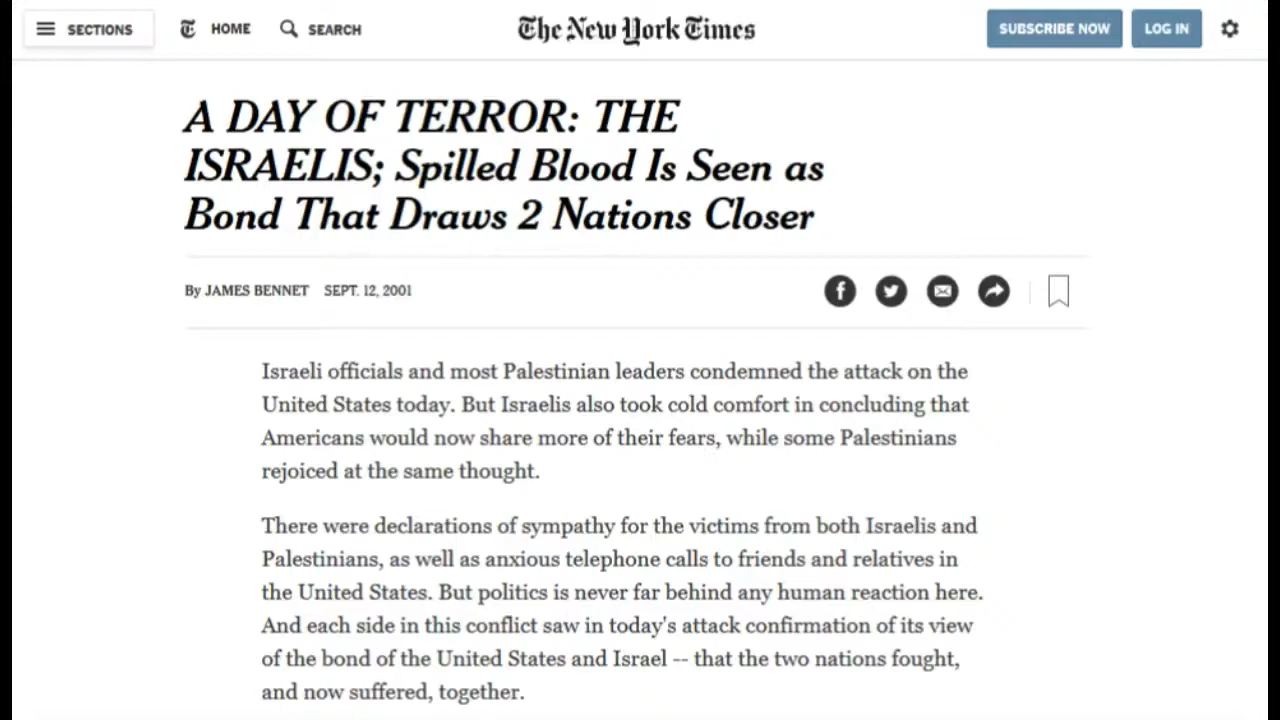 SECTIONS HOME SEARCH The New York Times SUBSCRIBE NOW LOG IN
A DAY OF TERROR: THE
ISRAELIS; Spilled Blood Is Seen as
Bond That Draws 2 Nations Closer
By JAMES BENNET SEPT. 12, 2001
Israeli officials and most Palestinian leaders condemned the attack on the
United States today. But Israelis also took cold comfort in concluding that
Americans would now share more of their fears, while some Palestinians
rejoiced at the same thought.
There were declarations of sympathy for the victims from both Israelis and
Palestinians, as well as anxious telephone calls to friends and relatives in
the United States. But politics is never far behind any human reaction here.
And each side in this conflict saw in today's attack confirmation of its view
of the bond of the United States and Israel -- that the two nations fought,
and now suffered, together.